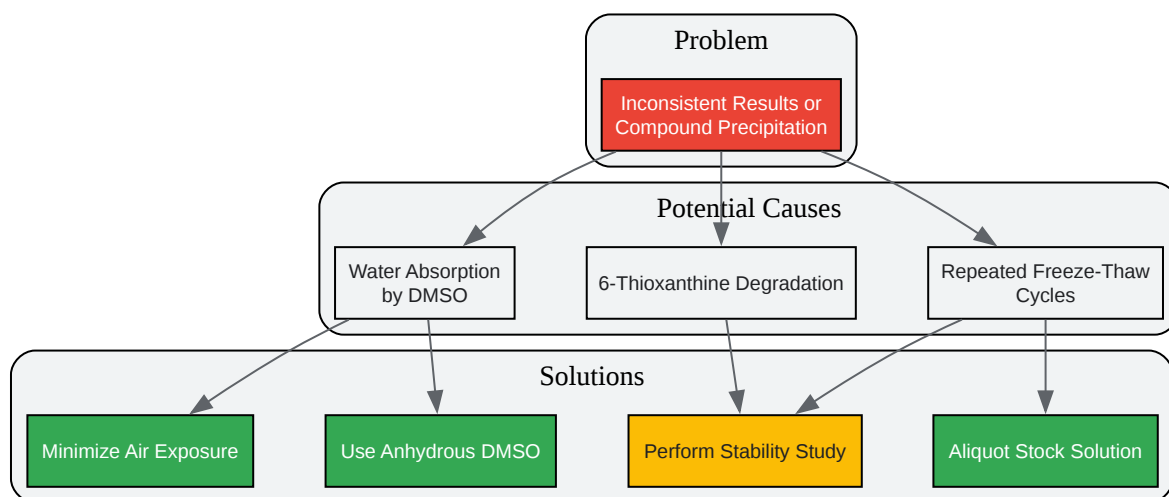 Problem
Inconsistent Results or
Compound Precipitation
Potential Causes
Water Absorption
by DMSO
6-Thioxanthine Degradation
Repeated Freeze-Thaw
Cycles
Solutions
Minimize Air Exposure
Use Anhydrous DMSO
Perform Stability Study
Aliquot Stock Solution